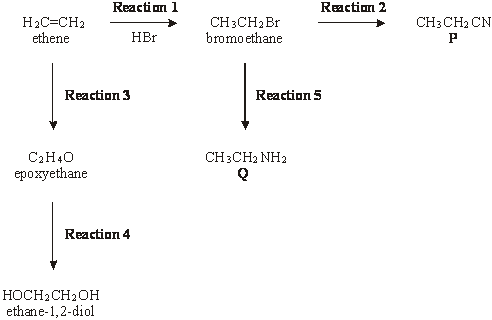 Reaction 1
Reaction 2
H₂C=CH₂
CH₃CH₂Br
CH₃CH₂CN
ethene
HBr
bromoethane
P
Reaction 3
Reaction 5
C₂H₄O
CH₃CH₂NH₂
epoxyethane
Q
Reaction 4
HOCH₂CH₂OH
ethane-1,2-diol